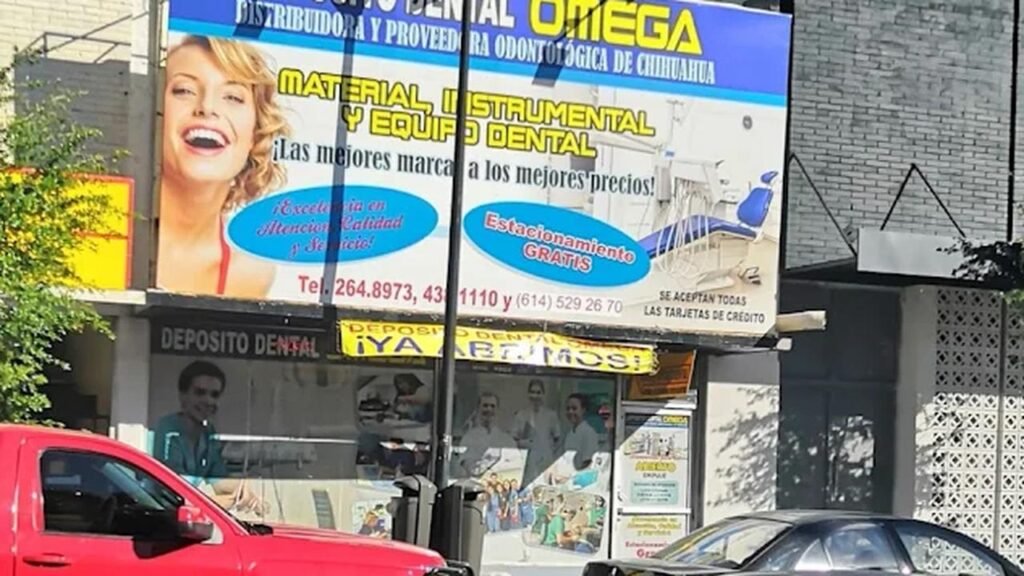 DENTAL OMEGA
DISTRIBUIDORA Y PROVEEDORA ODONTOLÓGICA DE CHIHUAHUA
MATERIAL, INSTRUMENTAL
Y EQUIPO DENTAL
¡Las mejores marcas a los mejores precios!
¡Excelencia en
Atención Calidad
y Servicio!
Estacionamiento
GRATIS
Tel. 264.8973, 1110 y (614) 529 26 70
SE ACEPTAN TODAS
LAS TARJETAS DE CRÉDITO
DEPOSITO DENTAL
DEPOSITO DENTAL
¡YA ABRIMOS!
ABIERTO
EMPUJE